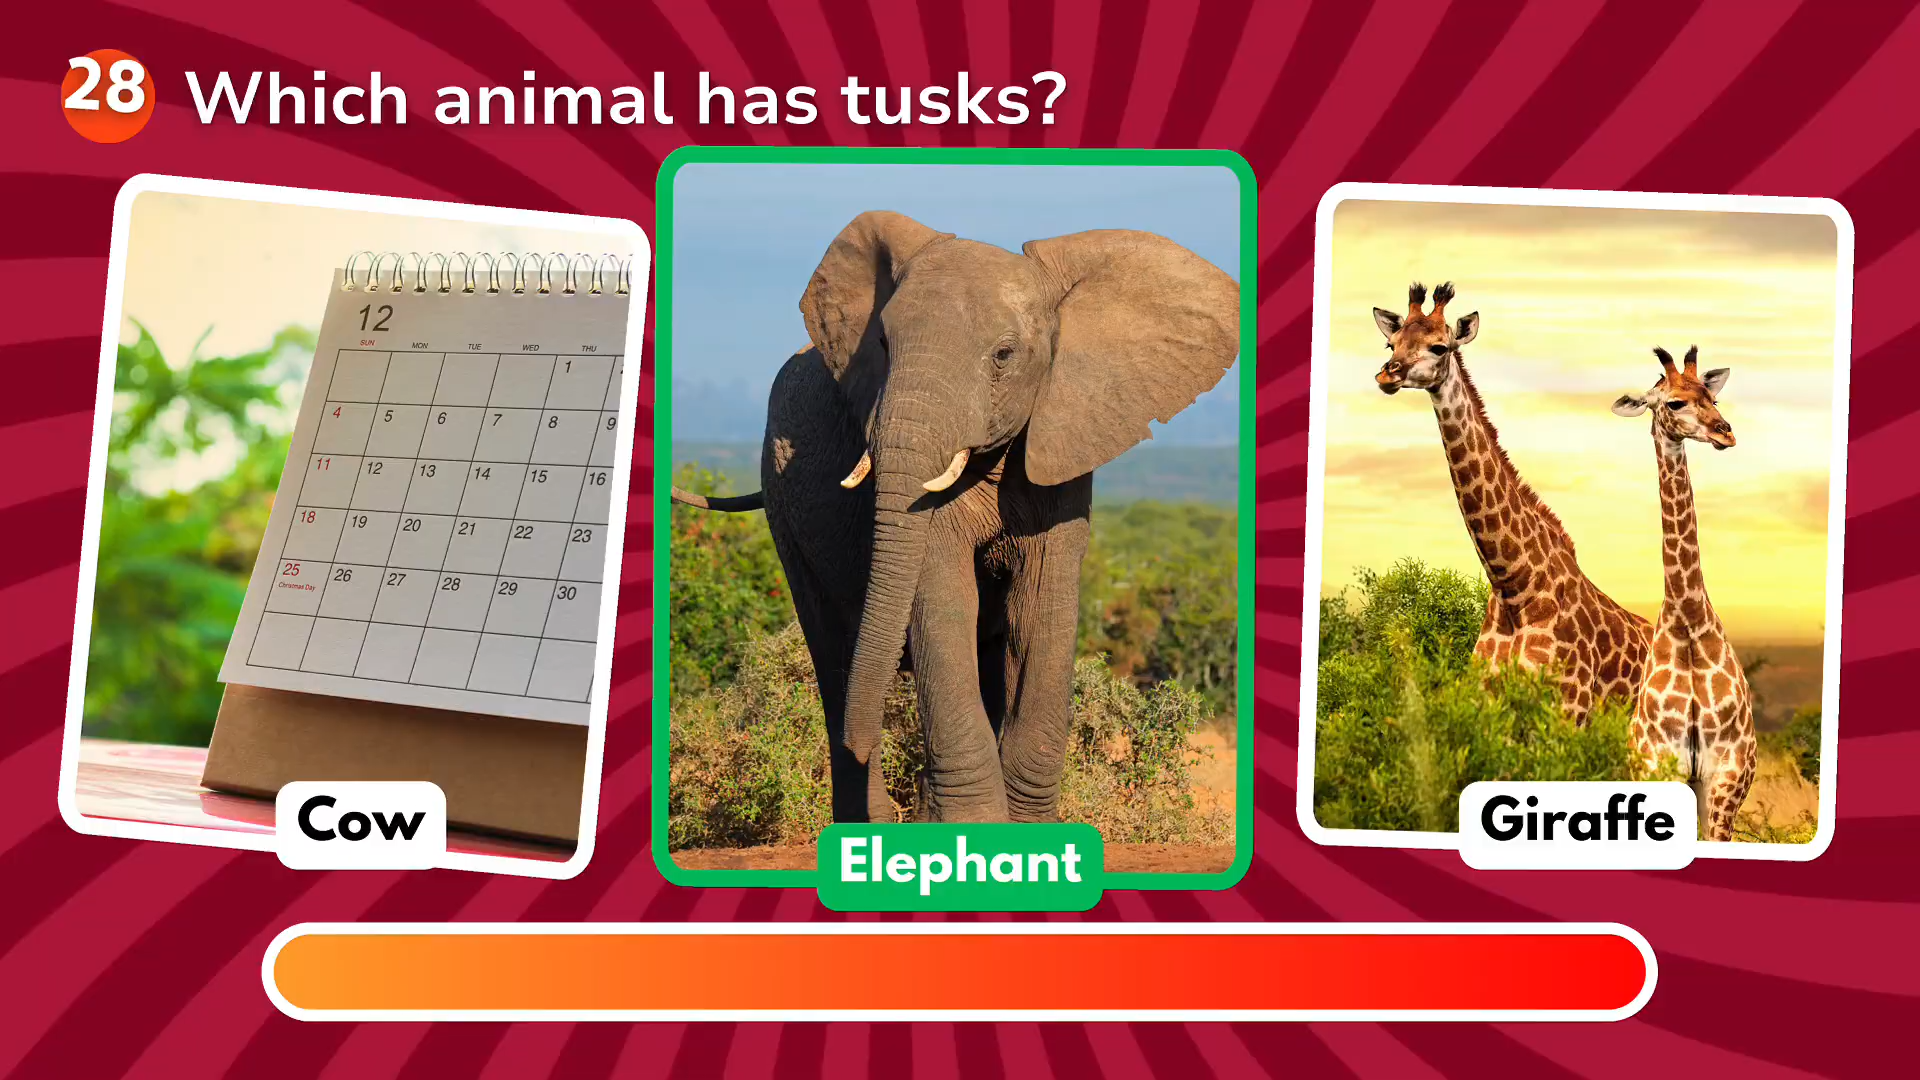 28 Which animal has tusks?
12
SUN MON TUE WED THU
1
4 5 6 7 8 9
11 12 13 14 15 16
18 19 20 21 22 23
25 26 27 28 29 30
Christmas Day
Cow
Elephant
Giraffe